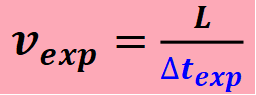 v_exp = L / Δt_exp